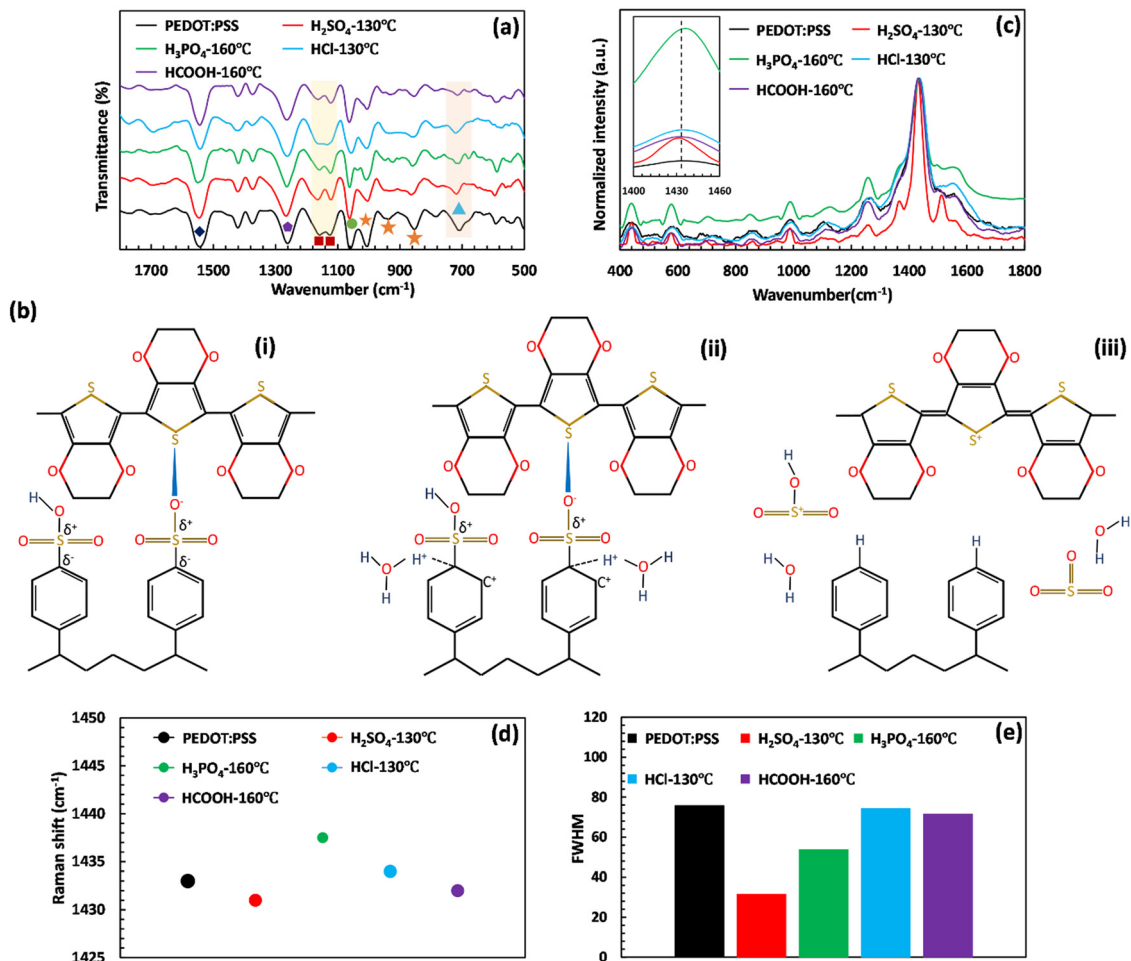 (a)
PEDOT:PSS
H₂SO₄-130℃
H₃PO₄-160℃
HCl-130℃
HCOOH-160℃
Transmittance (%)
1700 1500 1300 1100 900 700 500
Wavenumber (cm⁻¹)
(c)
PEDOT:PSS
H₂SO₄-130℃
H₃PO₄-160℃
HCl-130℃
HCOOH-160℃
1400 1430 1460
Normalized intensity (a.u.)
400 600 800 1000 1200 1400 1600 1800
Wavenumber(cm⁻¹)
(b)
(i)
O O
S S
S
O O O O
H
O O⁻
δ⁺ δ⁺
O S O O S O
δ⁻ δ⁻
(ii)
O O
S S
S
O O O O
H
O O⁻
δ⁺ δ⁺
O S O O S O
H H⁺ H⁺ H
O C⁺ C⁺ O
H H
(iii)
O O
S S
S⁺
O O O O
H
O
O S⁺ O
H H H O H
O O
H H O S O
1450
1445
1440
1435
1430
1425
Raman shift (cm⁻¹)
(d)
PEDOT:PSS
H₂SO₄-130℃
H₃PO₄-160℃
HCl-130℃
HCOOH-160℃
120
100
80
60
40
20
0
FWHM
(e)
PEDOT:PSS
H₂SO₄-130℃
H₃PO₄-160℃
HCl-130℃
HCOOH-160℃